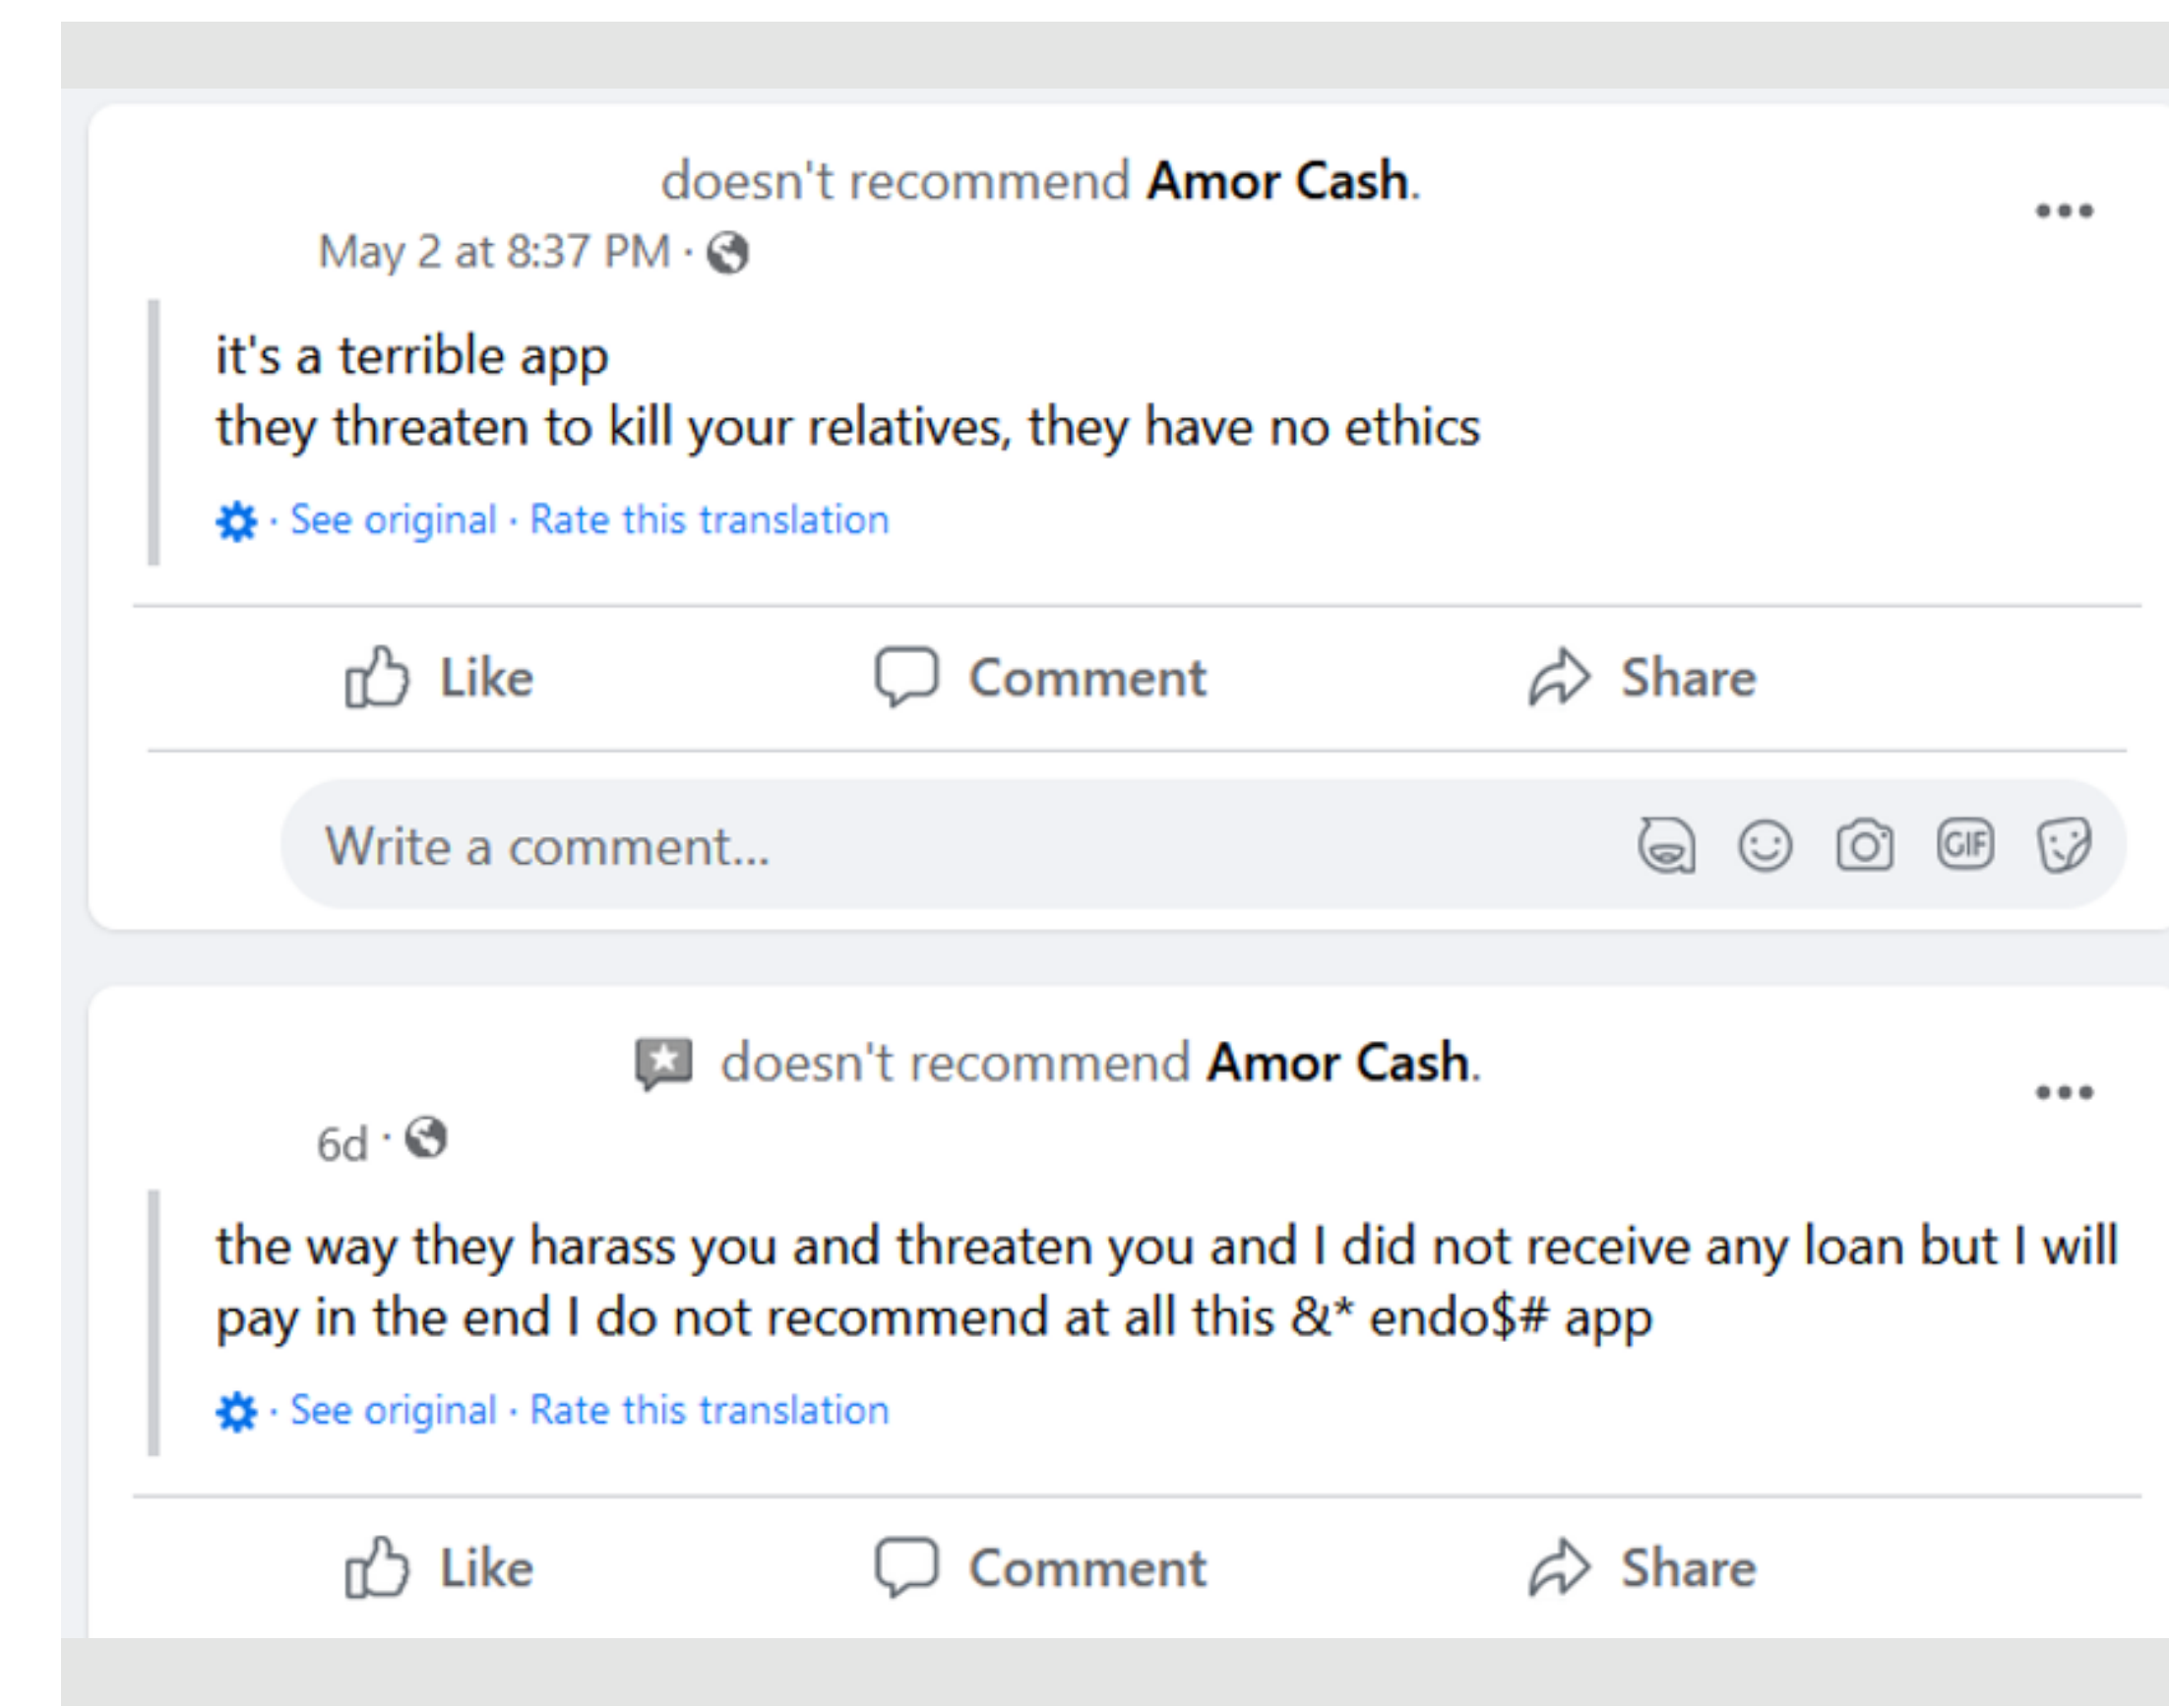 doesn't recommend Amor Cash.
May 2 at 8:37 PM ·
it's a terrible app
they threaten to kill your relatives, they have no ethics
· See original · Rate this translation
Like Comment Share
Write a comment... GIF
doesn't recommend Amor Cash.
6d ·
the way they harass you and threaten you and I did not receive any loan but I will
pay in the end I do not recommend at all this &* endo$# app
· See original · Rate this translation
Like Comment Share